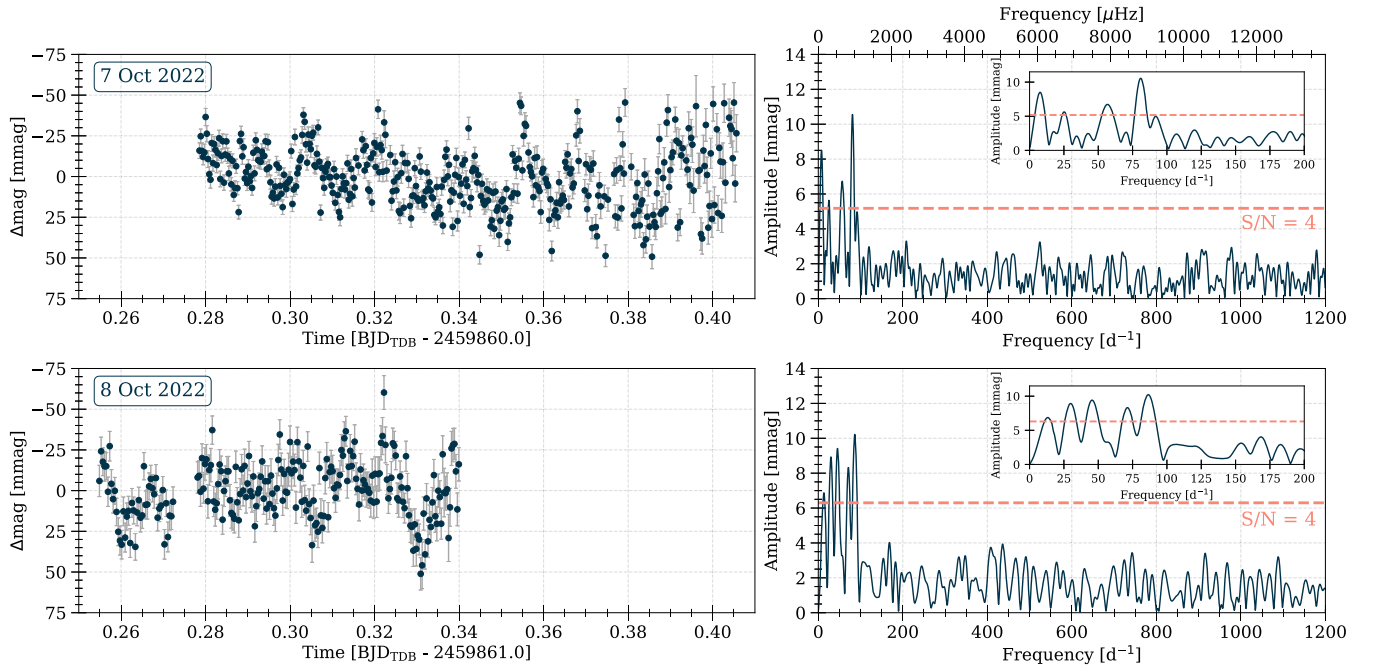 Frequency [μHz]
0 2000 4000 6000 8000 10000 12000
7 Oct 2022
−75
−50
−25
0
25
50
75
Δmag [mmag]
0.26 0.28 0.30 0.32 0.34 0.36 0.38 0.40
Time [BJD_TDB - 2459860.0]
14
12
10
8
6
4
2
0
Amplitude [mmag]
S/N = 4
0 200 400 600 800 1000 1200
Frequency [d⁻¹]
10
5
0
Amplitude [mmag]
0 25 50 75 100 125 150 175 200
Frequency [d⁻¹]
8 Oct 2022
−75
−50
−25
0
25
50
75
Δmag [mmag]
0.26 0.28 0.30 0.32 0.34 0.36 0.38 0.40
Time [BJD_TDB - 2459861.0]
14
12
10
8
6
4
2
0
Amplitude [mmag]
S/N = 4
0 200 400 600 800 1000 1200
Frequency [d⁻¹]
10
5
0
Amplitude [mmag]
0 25 50 75 100 125 150 175 200
Frequency [d⁻¹]